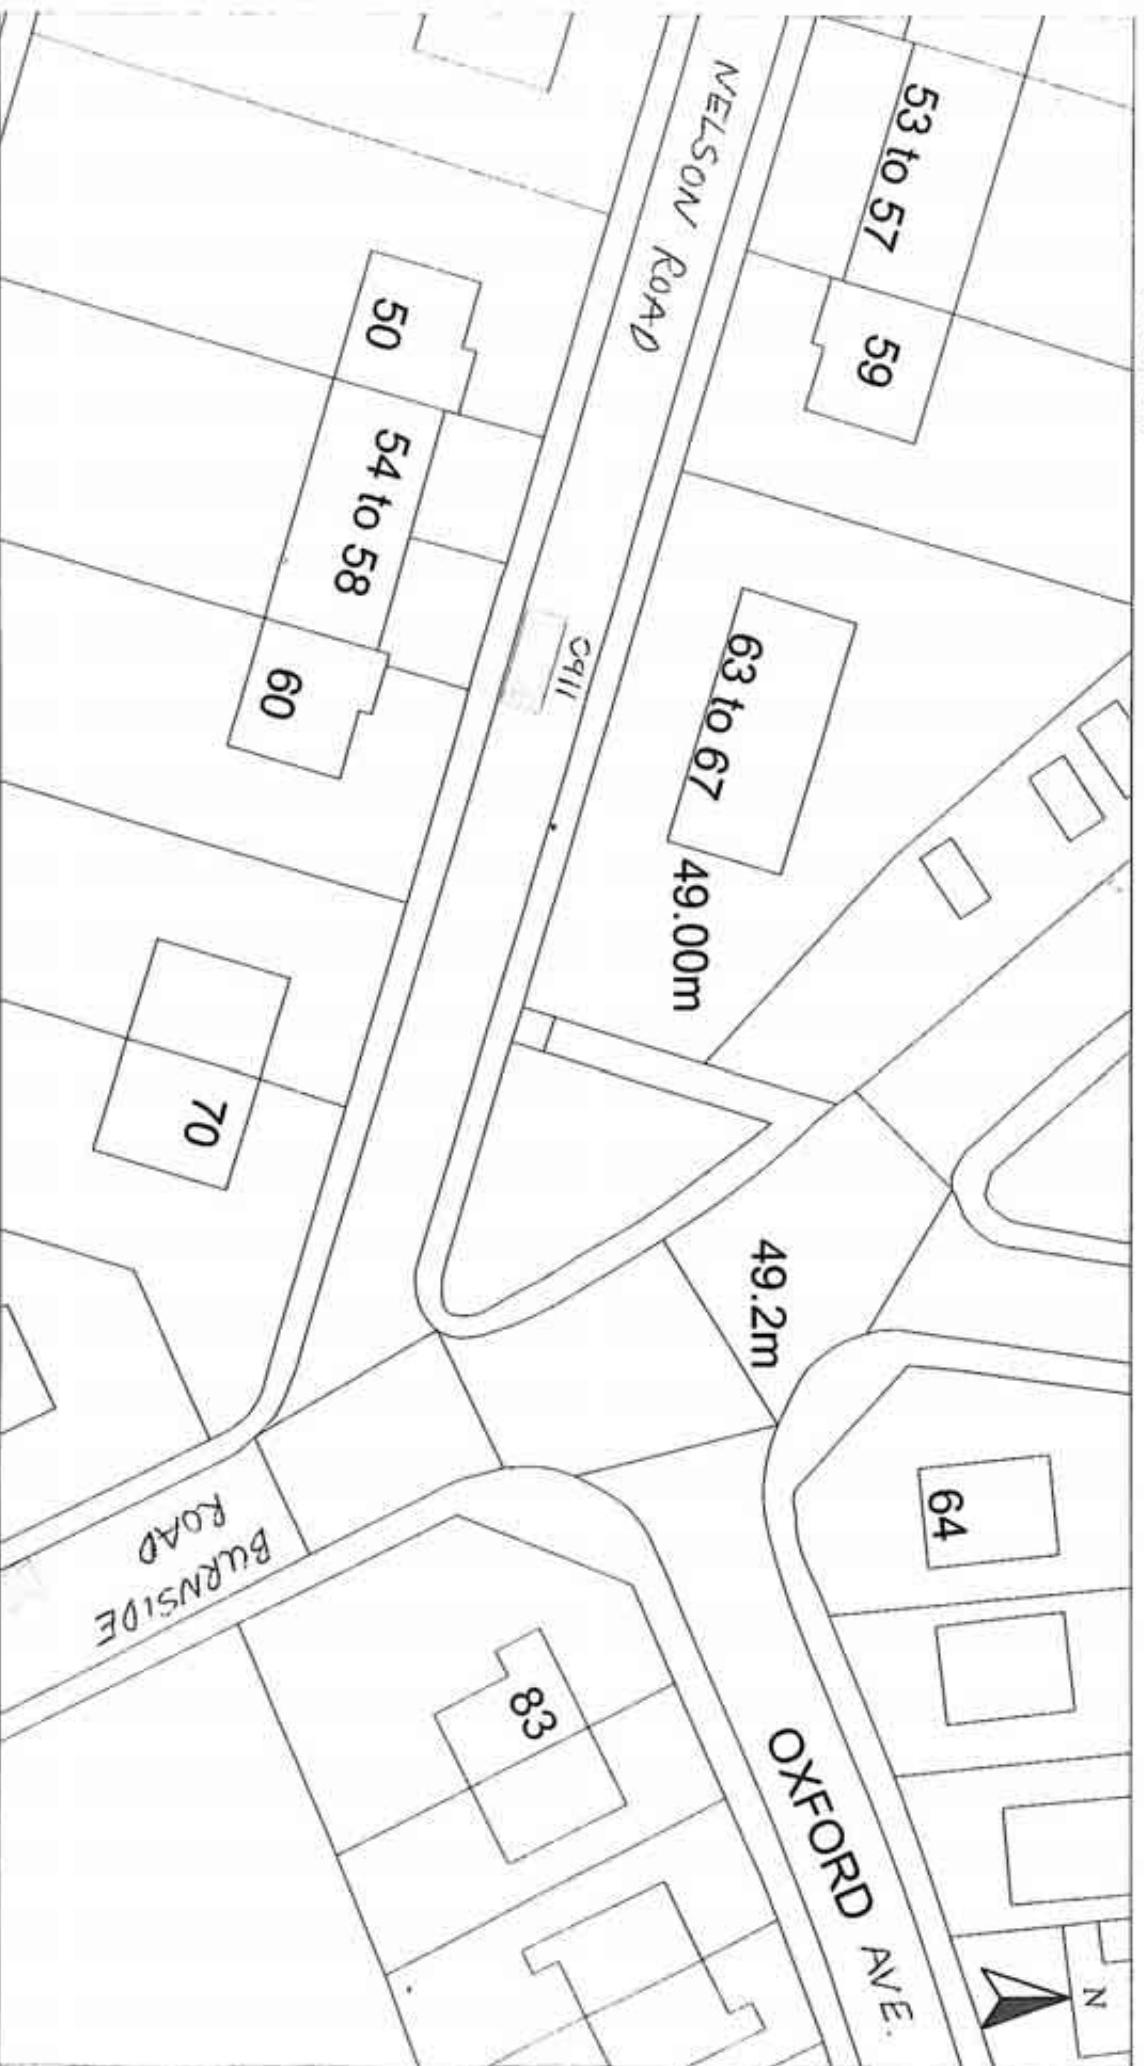 N
53 to 57
59
64
OXFORD AVE.
49.2m
63 to 67
49.00m
NELSON ROAD
C911
83
50
54 to 58
60
70
BURNSIDE
ROAD